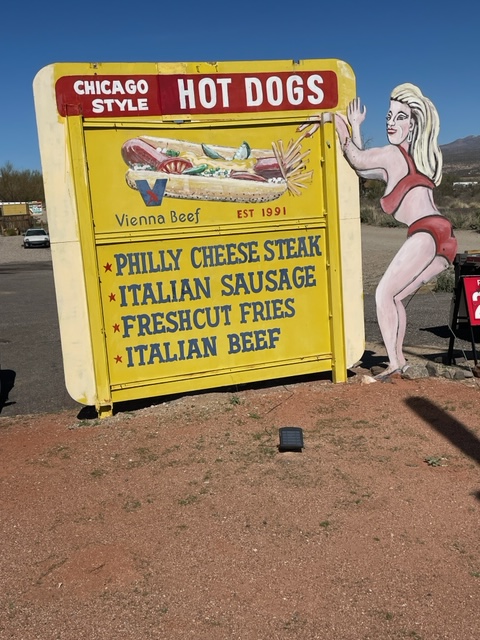 CHICAGO STYLE
HOT DOGS
V
Vienna Beef
EST 1991
PHILLY CHEESE STEAK
ITALIAN SAUSAGE
FRESHCUT FRIES
ITALIAN BEEF